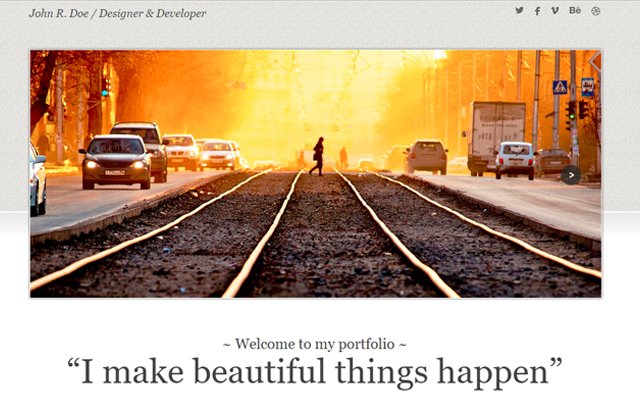 John R. Doe / Designer & Developer
Bē
~ Welcome to my portfolio ~
“I make beautiful things happen”